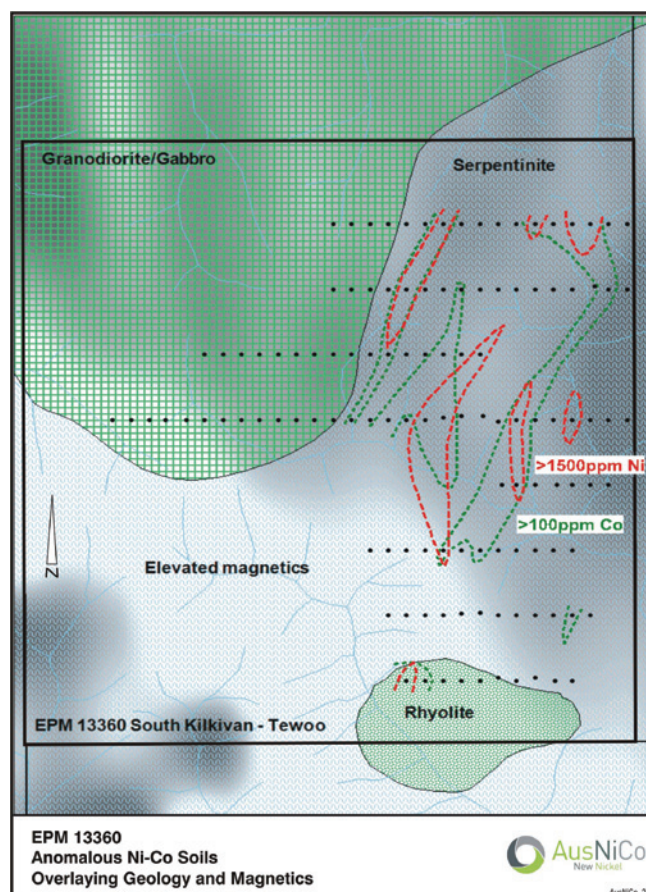 Granodiorite/Gabbro
Serpentinite
>1500ppm Ni
>100ppm Co
N
Elevated magnetics
Rhyolite
EPM 13360 South Kilkivan - Tewoo
EPM 13360
Anomalous Ni-Co Soils
Overlaying Geology and Magnetics
AusNiCo
New Nickel